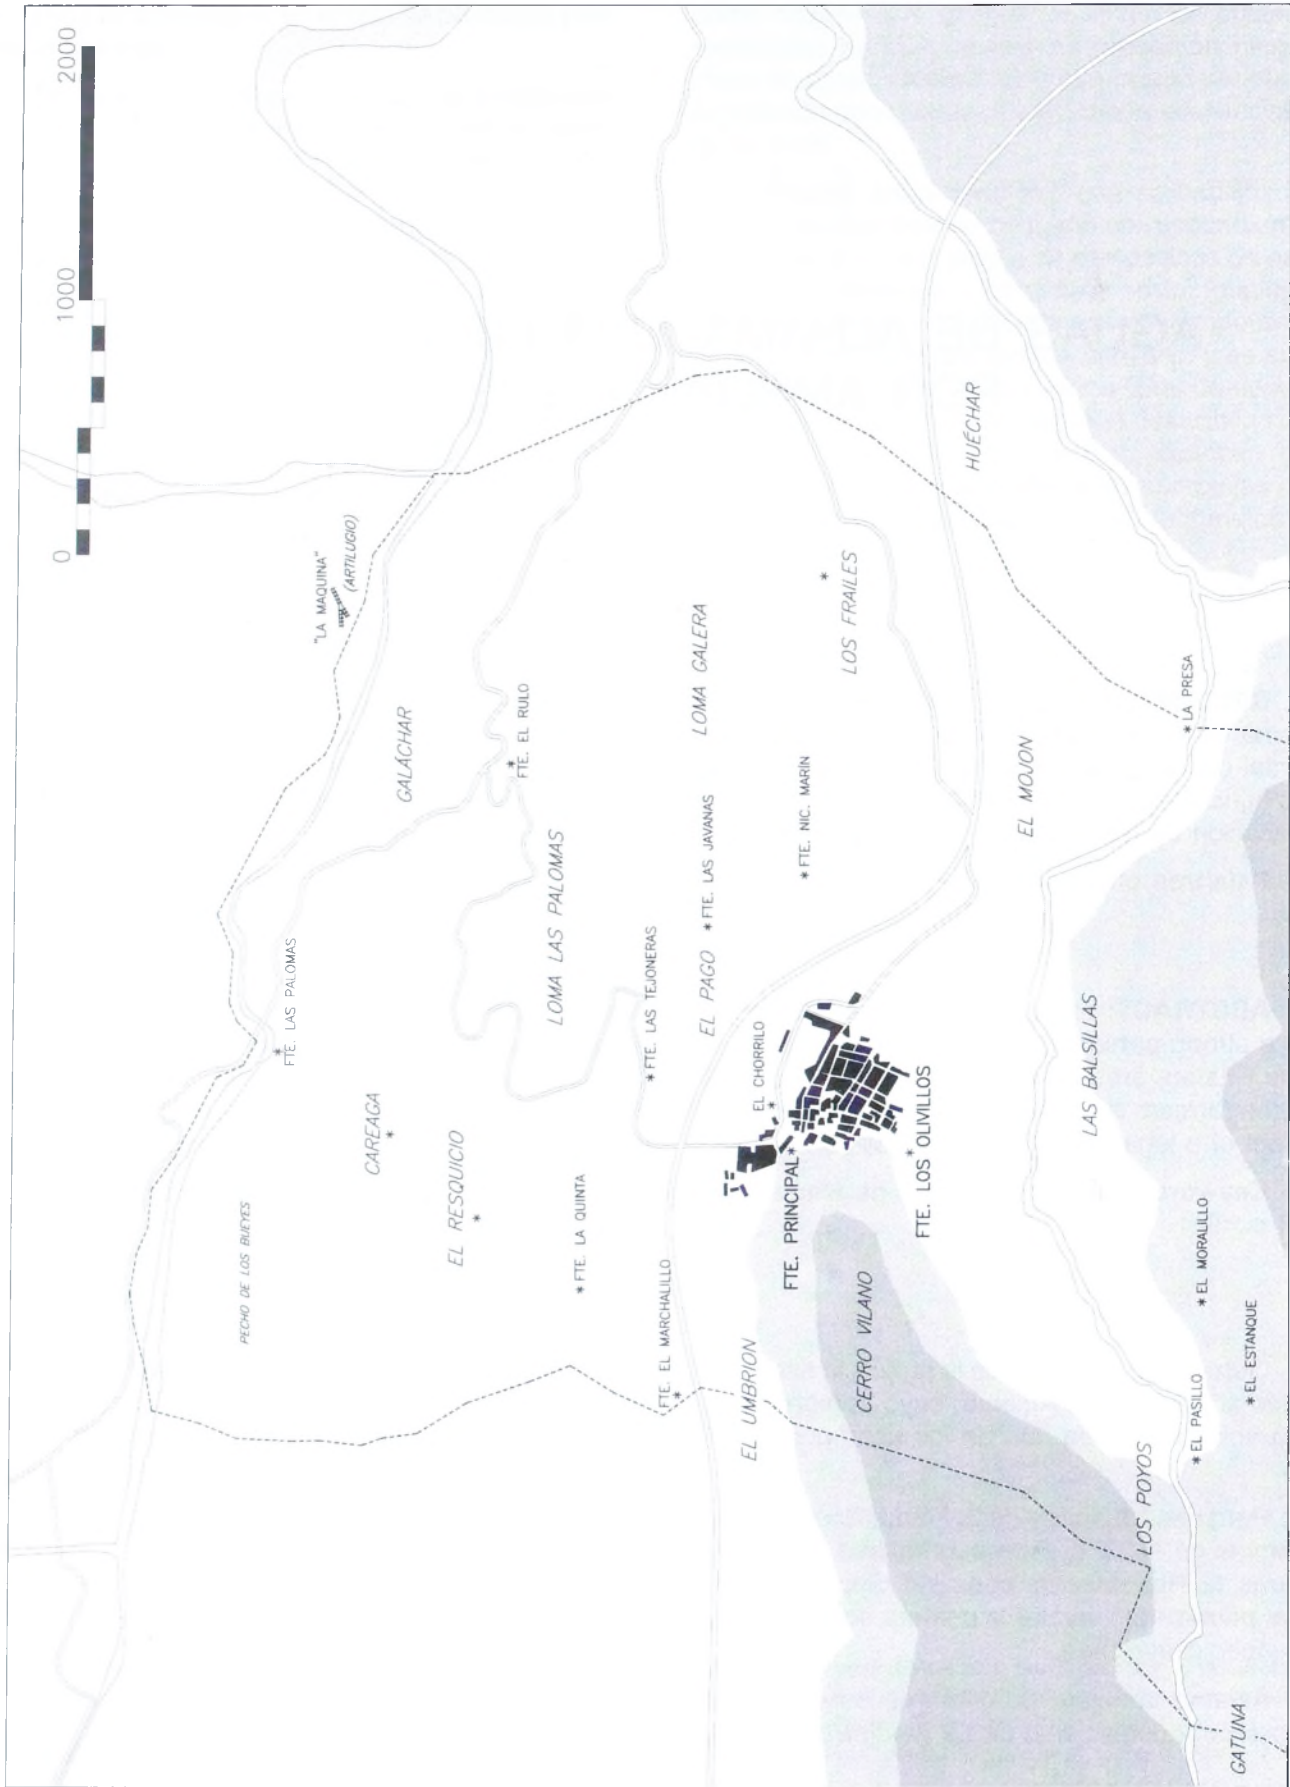 0
1000
2000
"LA MAQUINA"
(ARTILUGIO)
GALÁCHAR
FTE. EL RULO
FTE. LAS PALOMAS
CAREAGA
PECHO DE LOS BUEYES
EL RESQUICIO
LOMA LAS PALOMAS
FTE. LA QUINTA
FTE. LAS TEJONERAS
FTE. EL MARCHALILLO
EL PAGO
FTE. LAS JAVANAS
LOMA GALERA
FTE. NIC. MARÍN
LOS FRAILES
HUÉCHAR
EL CHORRILO
FTE. PRINCIPAL
FTE. LOS OLIVILLOS
EL UMBRION
CERRO VILANO
EL MOJON
LA PRESA
LAS BALSILLAS
LOS POYOS
EL PASILLO
EL MORALILLO
EL ESTANQUE
GATUNA